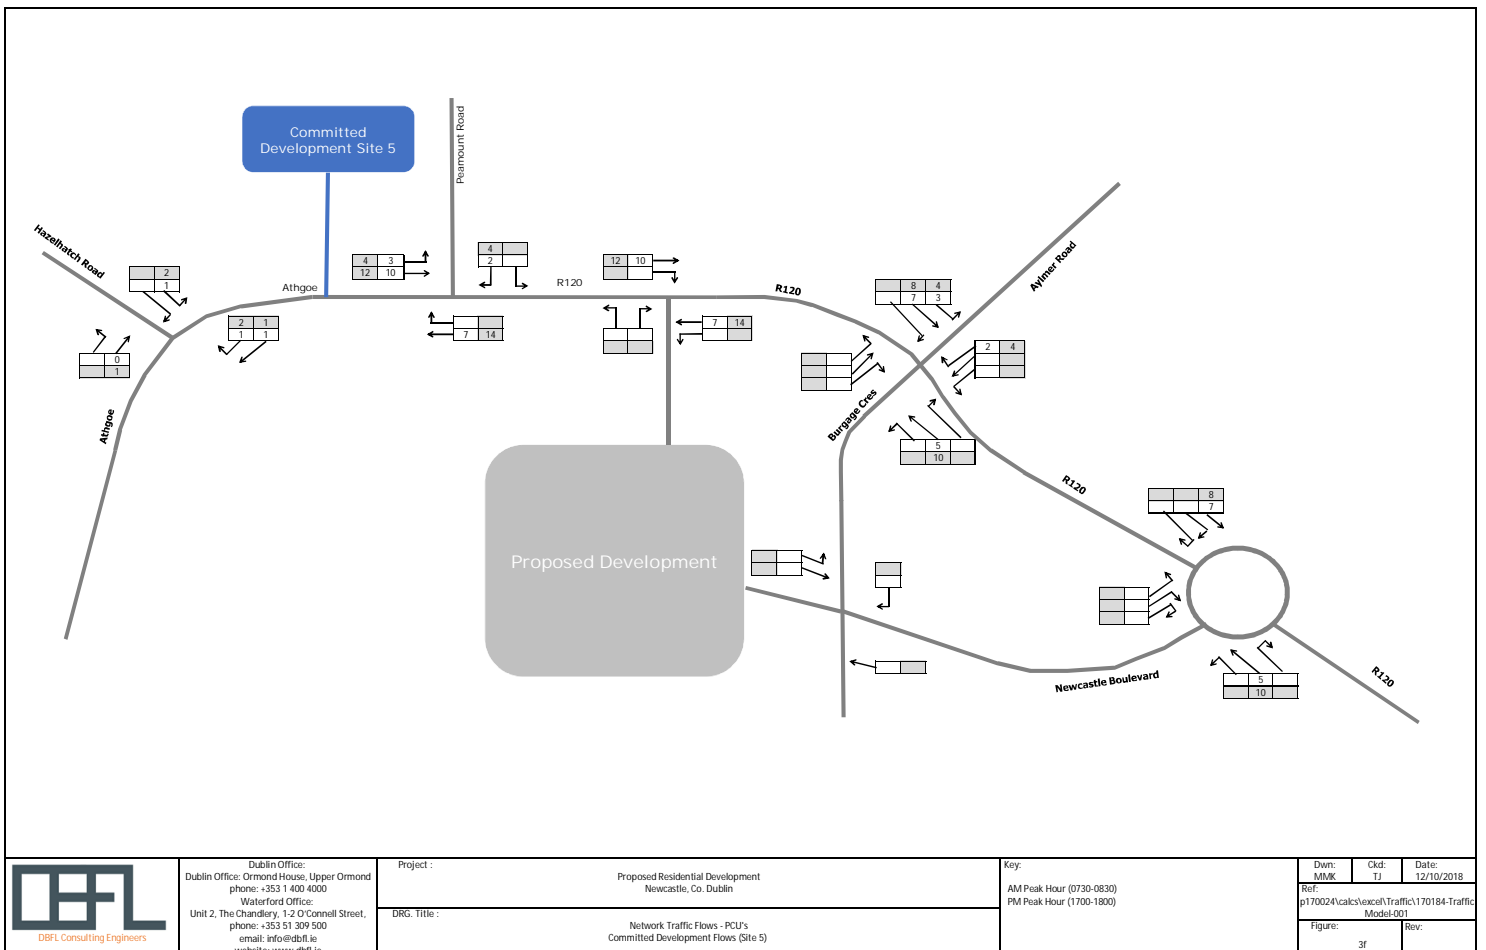 Committed
Development Site 5
Peamount Road
Hazelhatch Road
2
1
4 3
12 10
4
2
12 10
Athgoe
R120
R120
Aylmer Road
8 4
7 3
2 1
1 1
7 14
7 14
0
1
2 4
Athgoe
Burgage Cres
5
10
R120
8
7
Proposed Development
Newcastle Boulevard
5
10
R120
DBFL
DBFL Consulting Engineers
Dublin Office:
Dublin Office: Ormond House, Upper Ormond
phone: +353 1 400 4000
Waterford Office:
Unit 2, The Chandlery, 1-2 O'Connell Street,
phone: +353 51 309 500
email: info@dbfl.ie
website: www.dbfl.ie
Project :
Proposed Residential Development
Newcastle, Co. Dublin
DRG. Title :
Network Traffic Flows - PCU's
Committed Development Flows (Site 5)
Key:
AM Peak Hour (0730-0830)
PM Peak Hour (1700-1800)
Dwn: Ckd: Date:
MMK TJ 12/10/2018
Ref:
p170024\calcs\excel\Traffic\170184-Traffic
Model-001
Figure: Rev:
3f